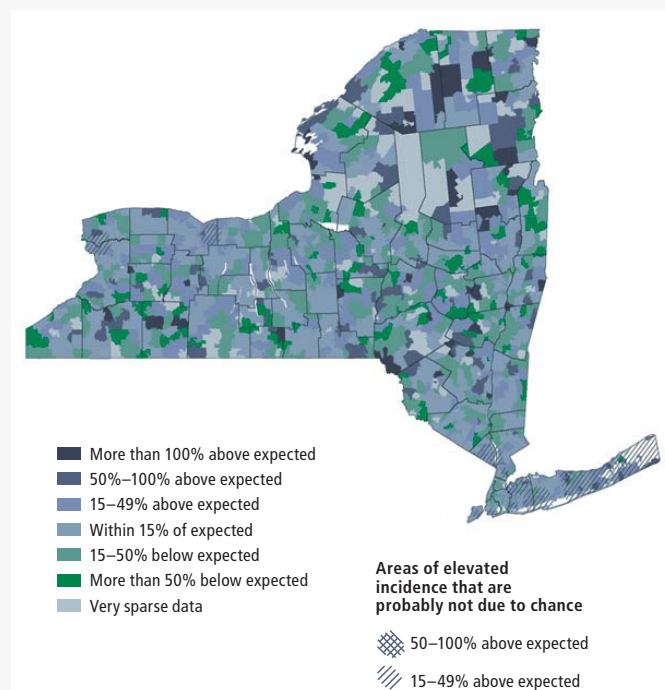 More than 100% above expected
50%–100% above expected
15–49% above expected
Within 15% of expected
15–50% below expected
More than 50% below expected
Very sparse data
Areas of elevated
incidence that are
probably not due to chance
50–100% above expected
15–49% above expected